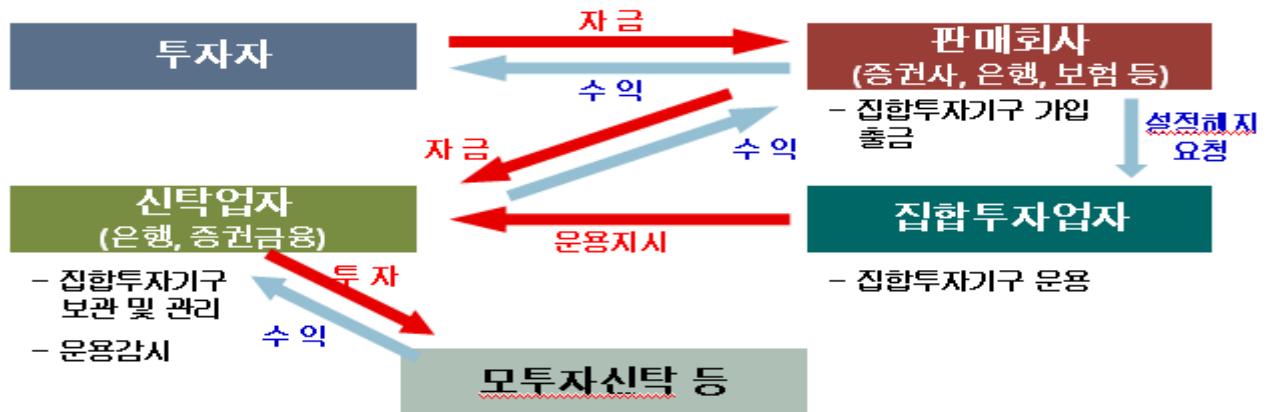 자 금
투자자
판매회사
(증권사, 은행, 보험 등)
수 익
- 집합투자기구 가입
출금
설정해지
요청
자 금
수 익
신탁업자
(은행, 증권금융)
집합투자업자
운용지시
- 집합투자기구
보관 및 관리
- 운용감시
투 자
- 집합투자기구 운용
수 익
모투자신탁 등